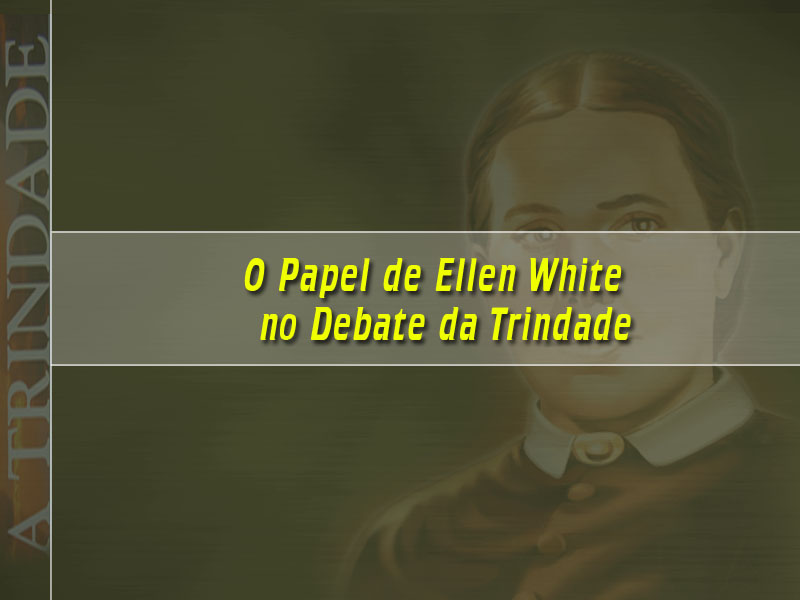 A TRINDADE
O Papel de Ellen White
no Debate da Trindade